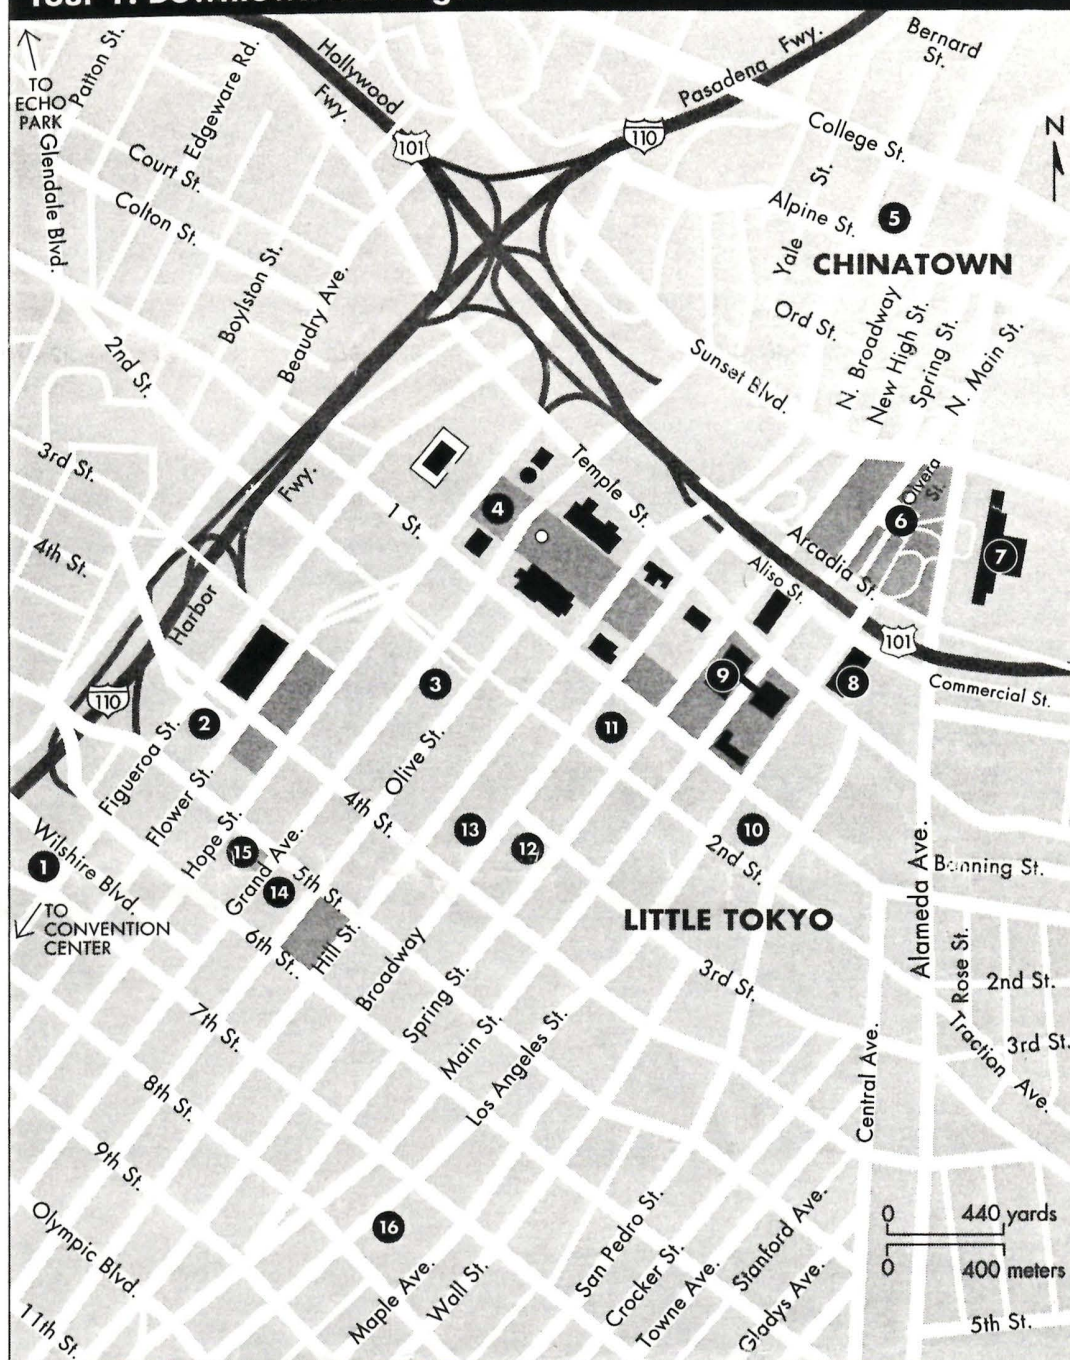 Bernard
St.
TO
ECHO
PARK
Patton St.
Edgeware Rd.
Hollywood
Fwy.
Pasadena
Fwy.
101
110
N
College St.
Glendale Blvd.
Court St.
Colton St.
St.
Yale
Alpine St.
5
CHINATOWN
Boylston St.
Beaudry Ave.
Ord St.
N. Broadway
New High St.
Spring St.
N. Main St.
2nd St.
Sunset Blvd.
3rd St.
Fwy.
Harbor
1 St.
4
Temple St.
Olvera
St.
6
7
4th St.
Arcadia St.
Aliso St.
101
110
3
9
8
Commercial St.
2
11
Figueroa St.
Flower St.
Hope St.
Grand Ave.
Olive St.
4th St.
13
12
10
2nd St.
Wilshire Blvd.
1
15
14
5th St.
Alameda Ave.
Banning St.
TO
CONVENTION
CENTER
LITTLE TOKYO
6th St.
Hill St.
Broadway
Spring St.
Main St.
Los Angeles St.
3rd St.
Rose St.
2nd St.
3rd St.
Traction Ave.
7th St.
Central Ave.
8th St.
9th St.
16
Olympic Blvd.
11th St.
Maple Ave.
Wall St.
San Pedro St.
Crocker St.
Towne Ave.
Stanford Ave.
Gladys Ave.
0 440 yards
0 400 meters
5th St.